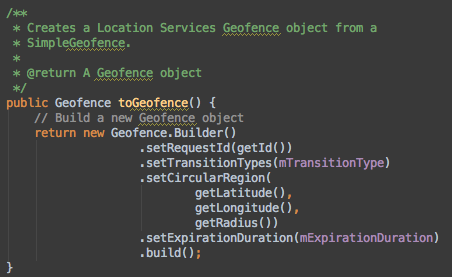 /**
 * Creates a Location Services Geofence object from a
 * SimpleGeofence.
 *
 * @return A Geofence object
 */
public Geofence toGeofence() {
    // Build a new Geofence object
    return new Geofence.Builder()
                   .setRequestId(getId())
                   .setTransitionTypes(mTransitionType)
                   .setCircularRegion(
                           getLatitude(),
                           getLongitude(),
                           getRadius())
                   .setExpirationDuration(mExpirationDuration)
                   .build();
}